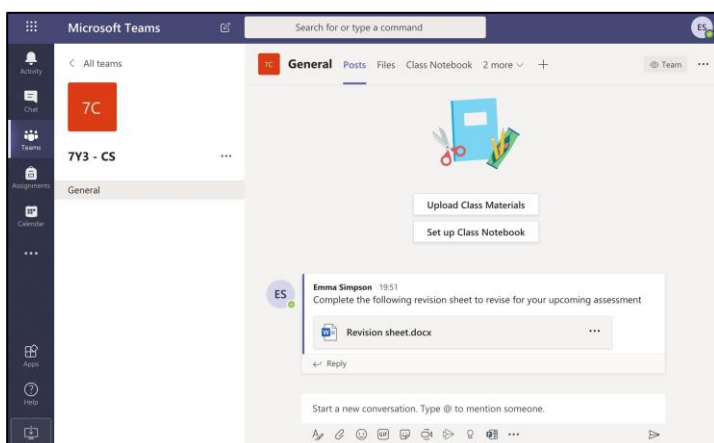 Microsoft Teams
Search for or type a command
ES
Activity
Chat
Teams
Assignments
Calendar
Apps
Help
All teams
7C
7Y3 - CS
General
7C General Posts Files Class Notebook 2 more Team
Upload Class Materials
Set up Class Notebook
ES
Emma Simpson 19:51
Complete the following revision sheet to revise for your upcoming assessment
Revision sheet.docx
Reply
Start a new conversation. Type @ to mention someone.
GIF